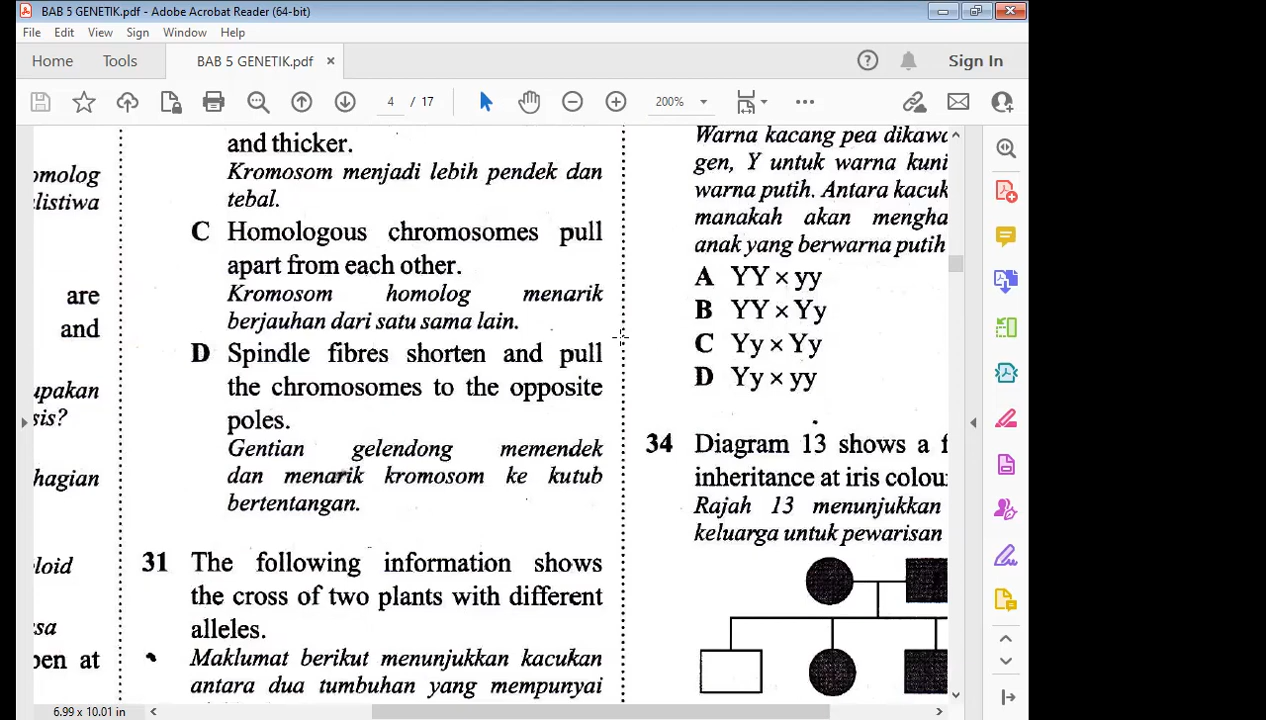 BAB 5 GENETIK.pdf - Adobe Acrobat Reader (64-bit)
File Edit View Sign Window Help
Home Tools BAB 5 GENETIK.pdf × Sign In
4 / 17 200%
omolog
listiwa
are
and
upakan
sis?
hagian
loid
sa
pen at
and thicker.
Kromosom menjadi lebih pendek dan
tebal.
C Homologous chromosomes pull
apart from each other.
Kromosom homolog menarik
berjauhan dari satu sama lain.
D Spindle fibres shorten and pull
the chromosomes to the opposite
poles.
Gentian gelendong memendek
dan menarik kromosom ke kutub
bertentangan.
31 The following information shows
the cross of two plants with different
alleles.
Maklumat berikut menunjukkan kacukan
antara dua tumbuhan yang mempunyai
Warna kacang pea dikawa
gen, Y untuk warna kuni
warna putih. Antara kacuk
manakah akan mengha
anak yang berwarna putih
A YY × yy
B YY × Yy
C Yy × Yy
D Yy × yy
34 Diagram 13 shows a f
inheritance at iris colou
Rajah 13 menunjukkan
keluarga untuk pewarisan
6.99 x 10.01 in